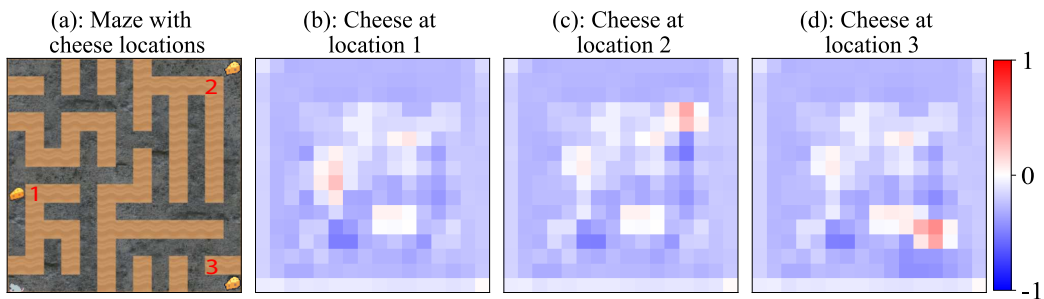 (a): Maze with
cheese locations
(b): Cheese at
location 1
(c): Cheese at
location 2
(d): Cheese at
location 3
2
1
3
1
0
-1